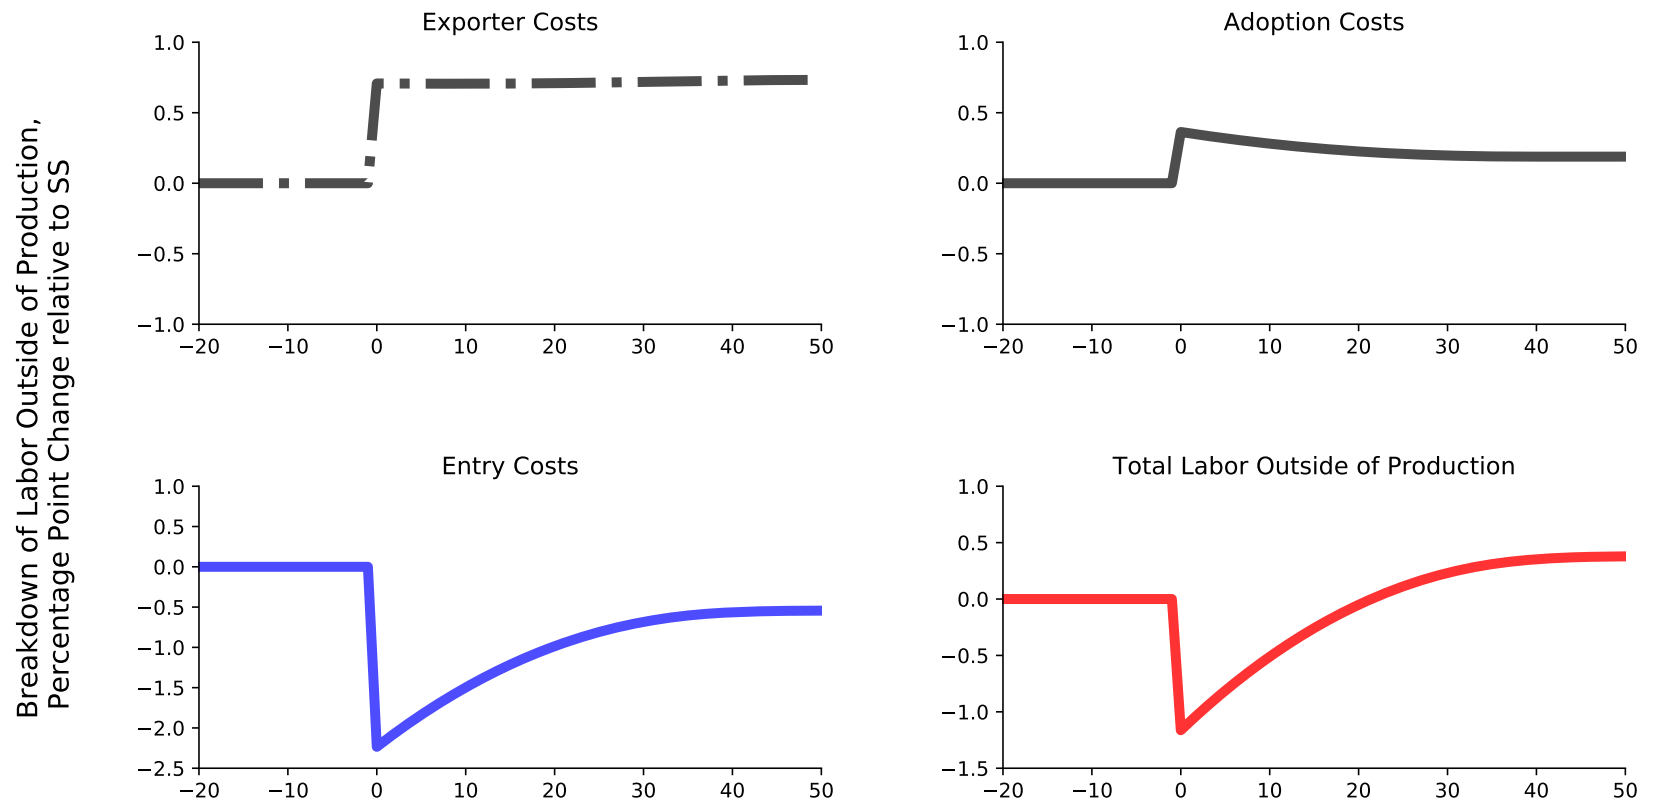 Breakdown of Labor Outside of Production,
Percentage Point Change relative to SS
Exporter Costs
1.0
0.5
0.0
−0.5
−1.0
−20 −10 0 10 20 30 40 50
Adoption Costs
1.0
0.5
0.0
−0.5
−1.0
−20 −10 0 10 20 30 40 50
Entry Costs
1.0
0.5
0.0
−0.5
−1.0
−1.5
−2.0
−2.5
−20 −10 0 10 20 30 40 50
Total Labor Outside of Production
1.0
0.5
0.0
−0.5
−1.0
−1.5
−20 −10 0 10 20 30 40 50